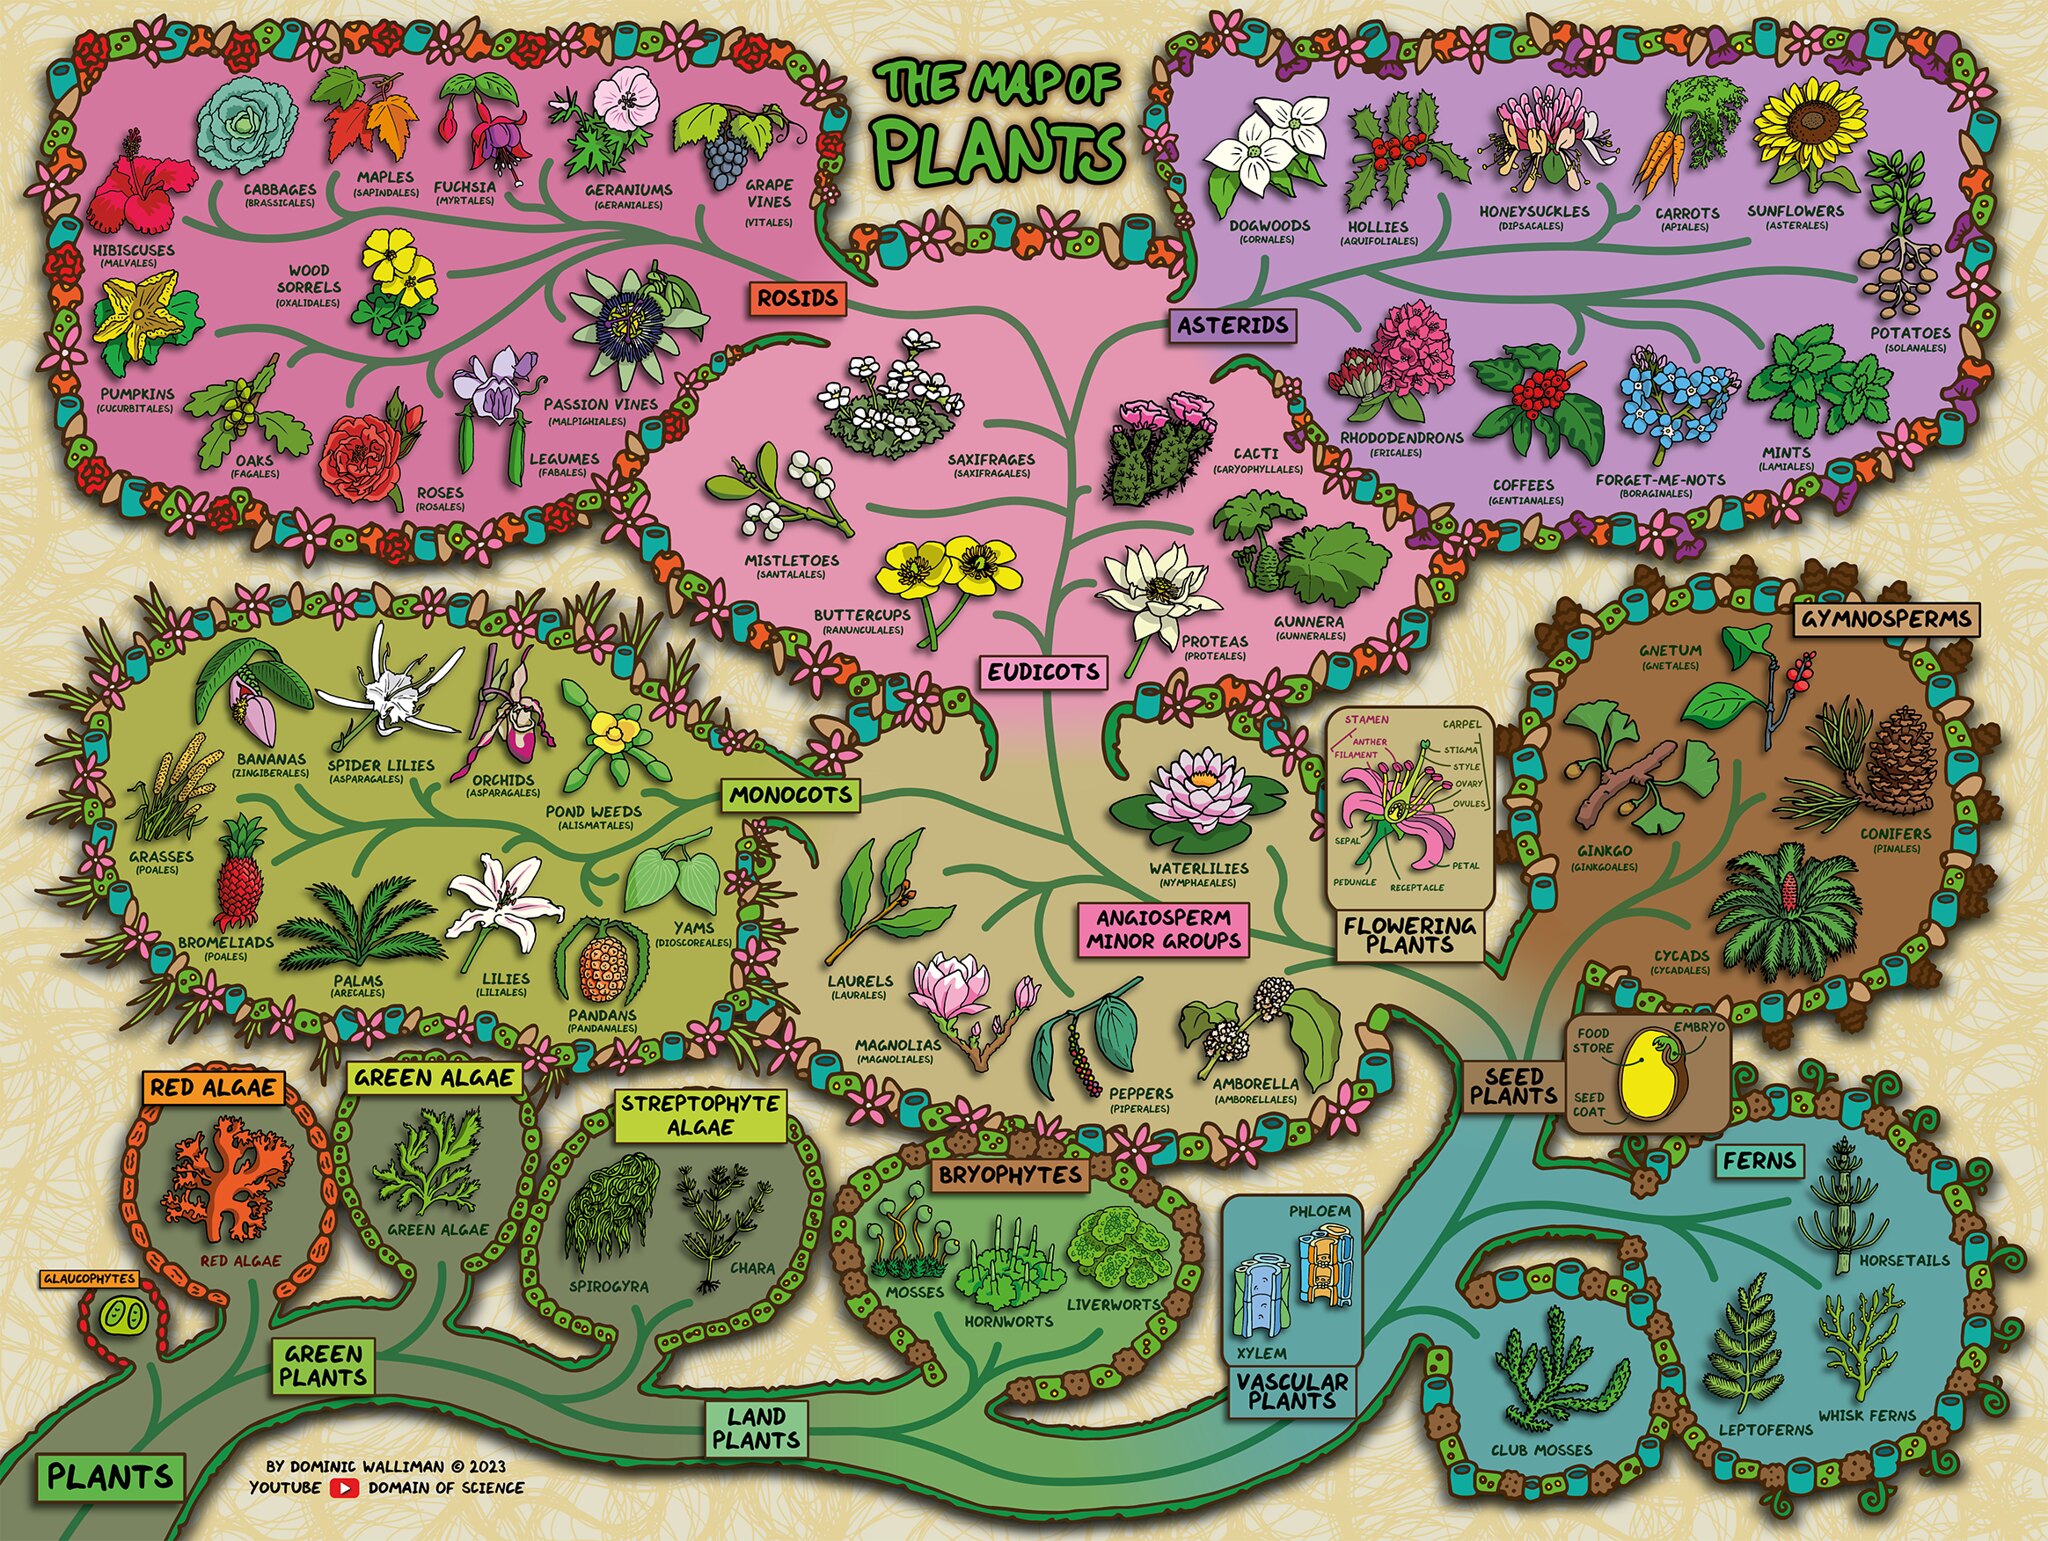 THE MAP OF
PLANTS
HIBISCUSES
(MALVALES)
CABBAGES
(BRASSICALES)
MAPLES
(SAPINDALES)
FUCHSIA
(MYRTALES)
GERANIUMS
(GERANIALES)
GRAPE
VINES
(VITALES)
WOOD
SORRELS
(OXALIDALES)
PUMPKINS
(CUCURBITALES)
OAKS
(FAGALES)
ROSES
(ROSALES)
LEGUMES
(FABALES)
PASSION VINES
(MALPIGHIALES)
ROSIDS
DOGWOODS
(CORNALES)
HOLLIES
(AQUIFOLIALES)
HONEYSUCKLES
(DIPSACALES)
CARROTS
(APIALES)
SUNFLOWERS
(ASTERALES)
POTATOES
(SOLANALES)
ASTERIDS
RHODODENDRONS
(ERICALES)
COFFEES
(GENTIANALES)
FORGET-ME-NOTS
(BORAGINALES)
MINTS
(LAMIALES)
SAXIFRAGES
(SAXIFRAGALES)
CACTI
(CARYOPHYLLALES)
MISTLETOES
(SANTALALES)
BUTTERCUPS
(RANUNCULALES)
PROTEAS
(PROTEALES)
GUNNERA
(GUNNERALES)
EUDICOTS
BANANAS
(ZINGIBERALES)
SPIDER LILIES
(ASPARAGALES)
ORCHIDS
(ASPARAGALES)
POND WEEDS
(ALISMATALES)
GRASSES
(POALES)
BROMELIADS
(POALES)
PALMS
(ARECALES)
LILIES
(LILIALES)
PANDANS
(PANDANALES)
YAMS
(DIOSCOREALES)
MONOCOTS
WATERLILIES
(NYMPHAEALES)
LAURELS
(LAURALES)
MAGNOLIAS
(MAGNOLIALES)
PEPPERS
(PIPERALES)
AMBORELLA
(AMBORELLALES)
ANGIOSPERM
MINOR GROUPS
STAMEN
ANTHER
FILAMENT
CARPEL
STIGMA
STYLE
OVARY
OVULES
SEPAL
PETAL
PEDUNCLE
RECEPTACLE
FLOWERING
PLANTS
GYMNOSPERMS
GNETUM
(GNETALES)
GINKGO
(GINKGOALES)
CONIFERS
(PINALES)
CYCADS
(CYCADALES)
FOOD
STORE
EMBRYO
SEED
COAT
SEED
PLANTS
RED ALGAE
RED ALGAE
GREEN ALGAE
GREEN ALGAE
STREPTOPHYTE
ALGAE
SPIROGYRA
CHARA
GLAUCOPHYTES
BRYOPHYTES
MOSSES
HORNWORTS
LIVERWORTS
PHLOEM
XYLEM
VASCULAR
PLANTS
FERNS
HORSETAILS
LEPTOFERNS
WHISK FERNS
CLUB MOSSES
GREEN
PLANTS
LAND
PLANTS
PLANTS
BY DOMINIC WALLIMAN © 2023
YOUTUBE DOMAIN OF SCIENCE